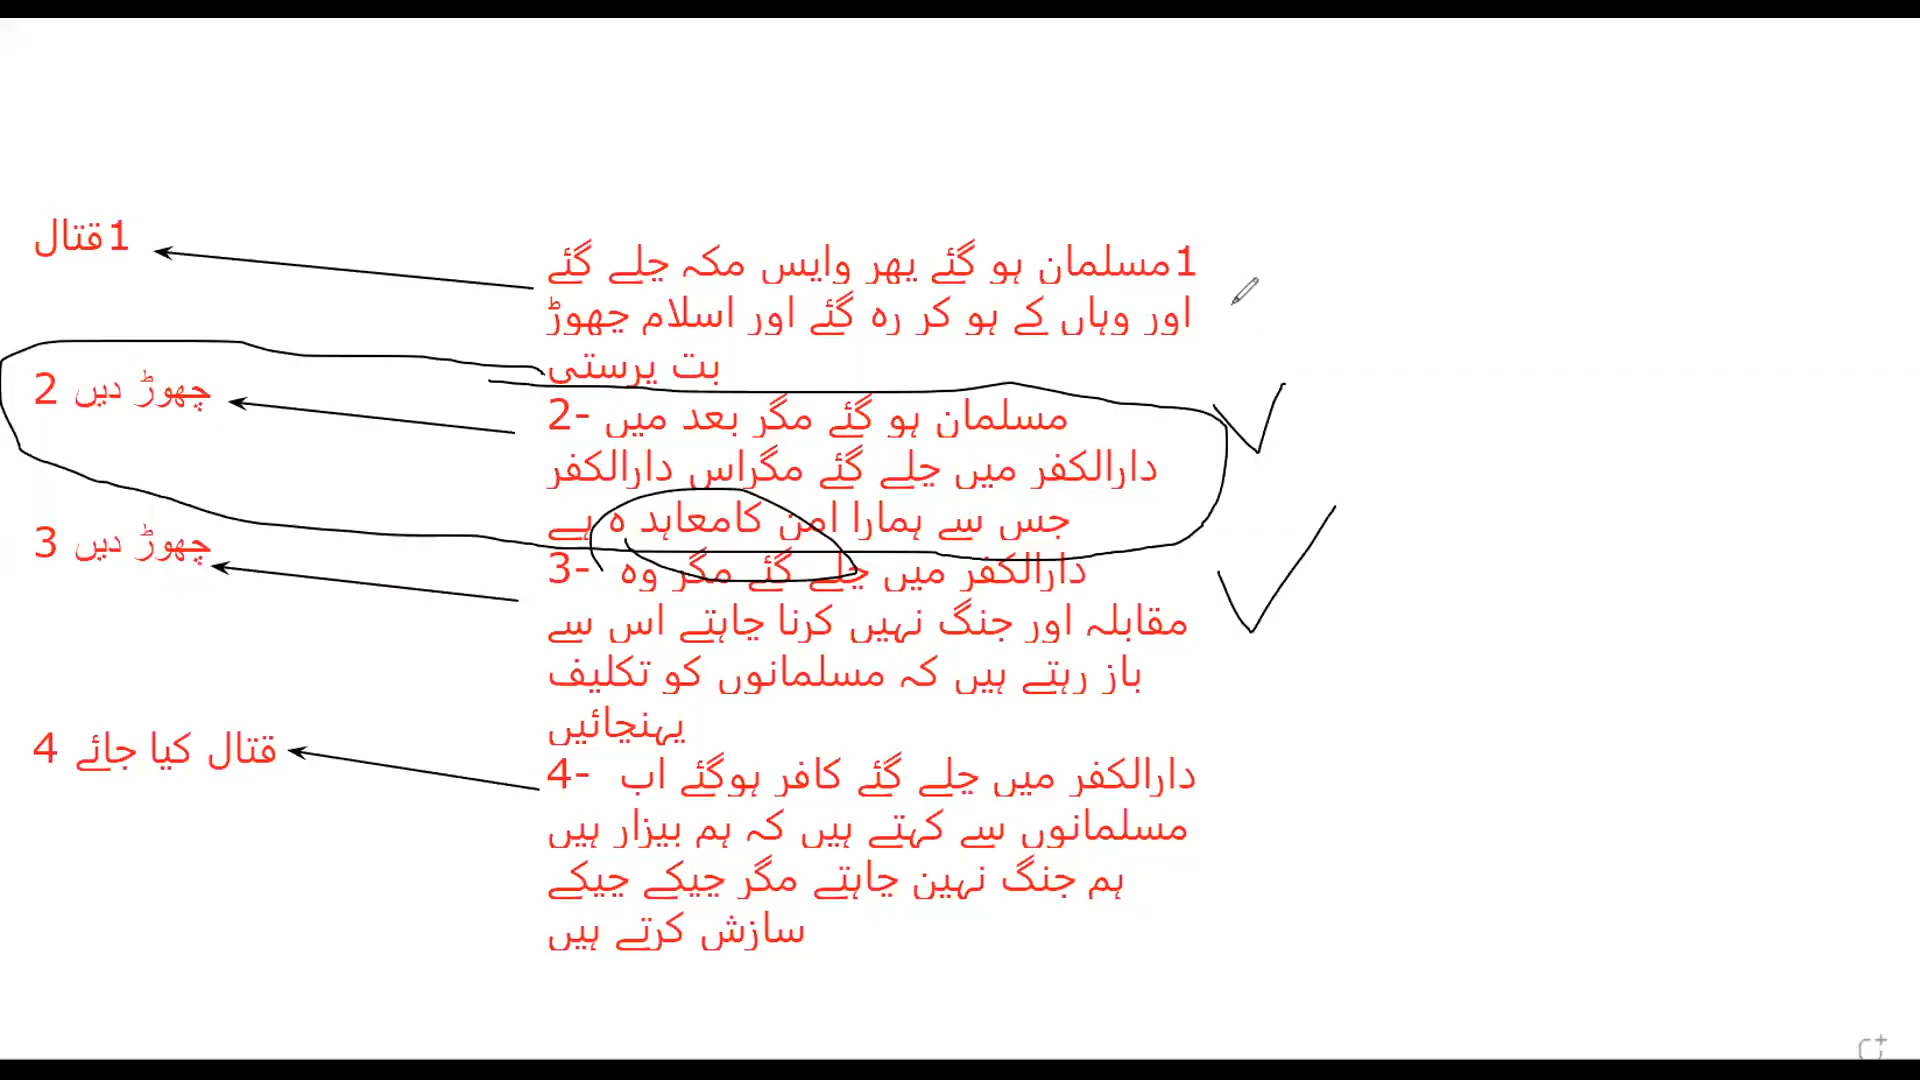 1مسلمان ہو گئے پھر واپس مکہ چلے گئے
اور وہاں کے ہو کر رہ گئے اور اسلام چھوڑ
بت پرستی
2- مسلمان ہو گئے مگر بعد میں
دارالکفر میں چلے گئے مگراس دارالکفر
جس سے ہمارا امن کامعاہد ہ ہے
3- دارالکفر میں چلے گئے مگر وہ
مقابلہ اور جنگ نہیں کرنا چاہتے اس سے
باز رہتے ہیں کہ مسلمانوں کو تکلیف
پہنچائیں
4- دارالکفر میں چلے گئے کافر ہوگئے اب
مسلمانوں سے کہتے ہیں کہ ہم بیزار ہیں
ہم جنگ نہین چاہتے مگر چپکے چپکے
سازش کرتے ہیں
1قتال
2 چھوڑ دیں
3 چھوڑ دیں
4 قتال کیا جائے